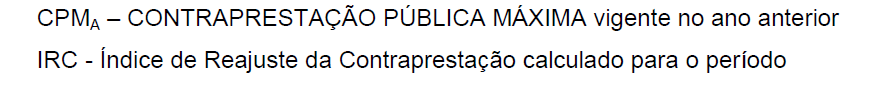 CPMA – CONTRAPRESTAÇÃO PÚBLICA MÁXIMA vigente no ano anterior
IRC - Índice de Reajuste da Contraprestação calculado para o período